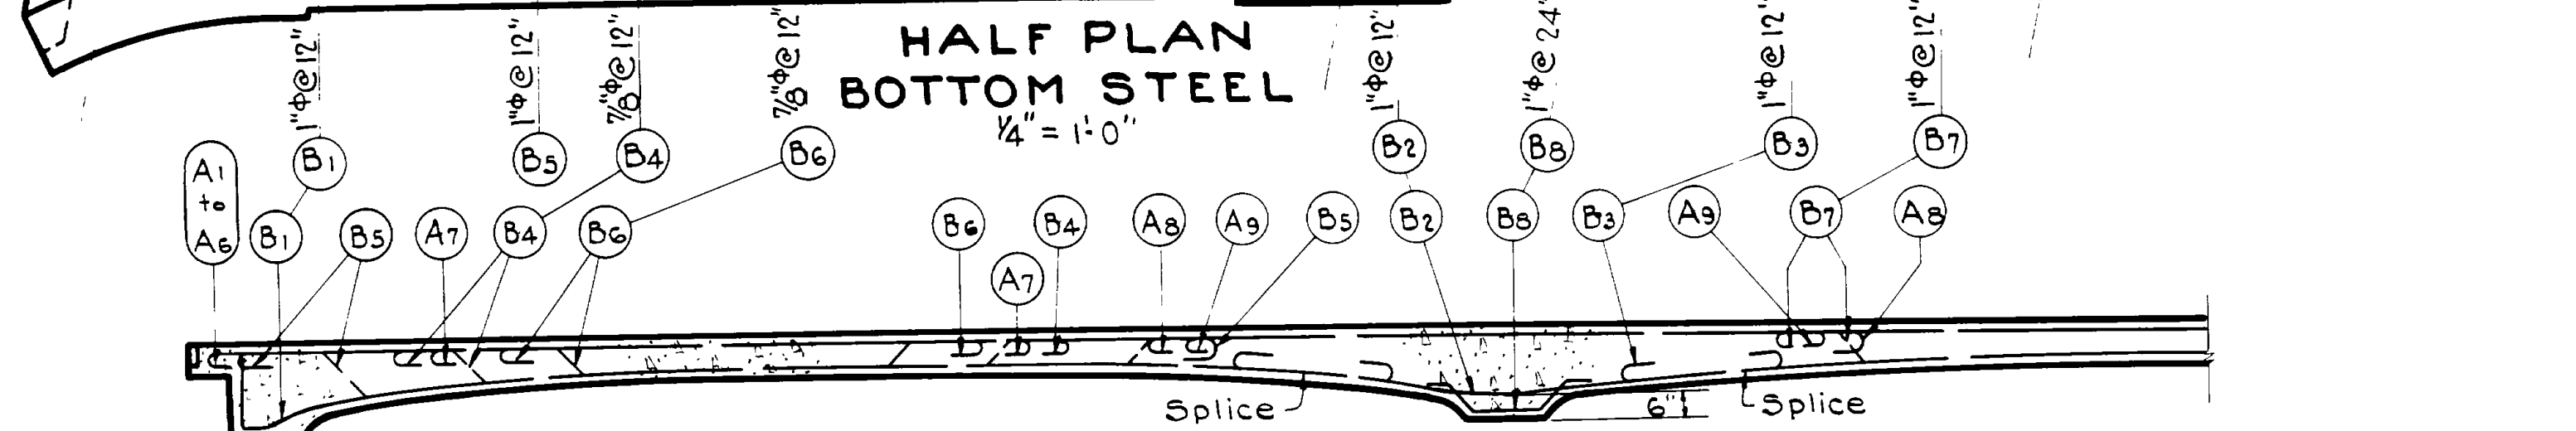 HALF PLAN
BOTTOM STEEL
1/4" = 1'-0"
1"ϕ@12"
1"ϕ@12"
7/8"ϕ@12"
7/8"ϕ@12"
1"ϕ@12"
1"ϕ@24"
1"ϕ@12"
1"ϕ@12"
A1
to
A6
B1
B5
B4
B6
B2
B8
B3
B7
B1
B5
A7
B4
B6
B6
A7
B4
A8
A9
B5
B2
B8
B3
A9
B7
A8
Splice
6"
Splice